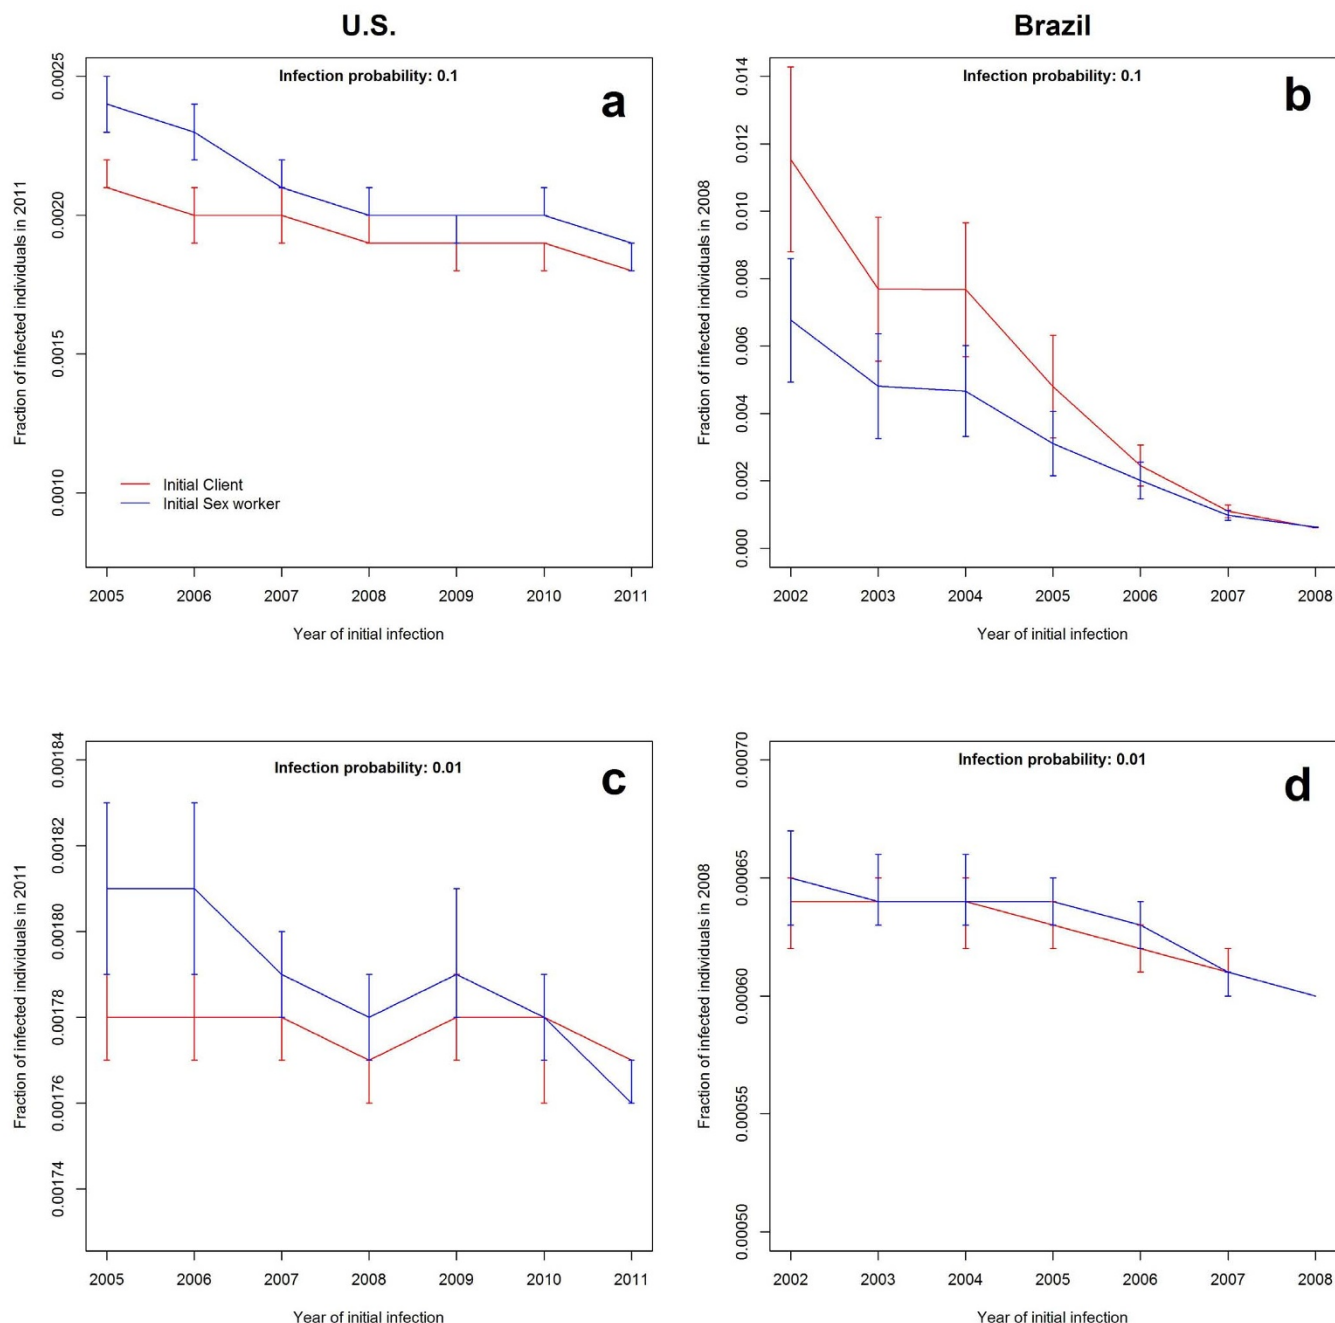 U.S.
Brazil
Infection probability: 0.1
a
Fraction of infected individuals in 2011
0.0025
0.0020
0.0015
0.0010
Initial Client
Initial Sex worker
2005 2006 2007 2008 2009 2010 2011
Year of initial infection
Infection probability: 0.1
b
Fraction of infected individuals in 2008
0.014
0.012
0.010
0.008
0.006
0.004
0.002
0.000
2002 2003 2004 2005 2006 2007 2008
Year of initial infection
Infection probability: 0.01
c
Fraction of infected individuals in 2011
0.00184
0.00182
0.00180
0.00178
0.00176
0.00174
2005 2006 2007 2008 2009 2010 2011
Year of initial infection
Infection probability: 0.01
d
Fraction of infected individuals in 2008
0.00070
0.00065
0.00060
0.00055
0.00050
2002 2003 2004 2005 2006 2007 2008
Year of initial infection